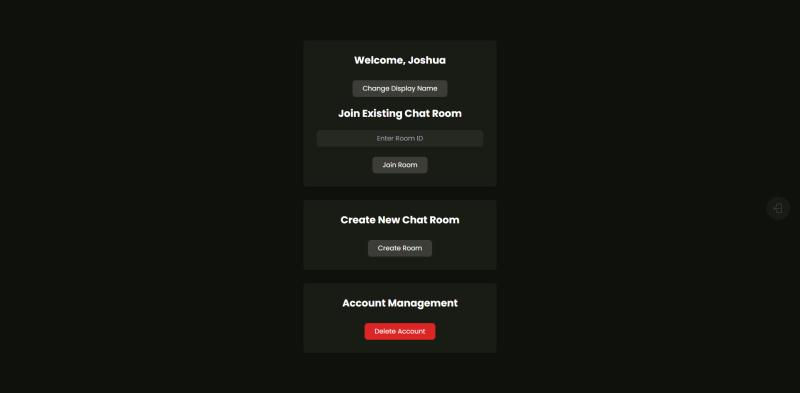 Welcome, Joshua
Change Display Name
Join Existing Chat Room
Enter Room ID
Join Room
Create New Chat Room
Create Room
Account Management
Delete Account